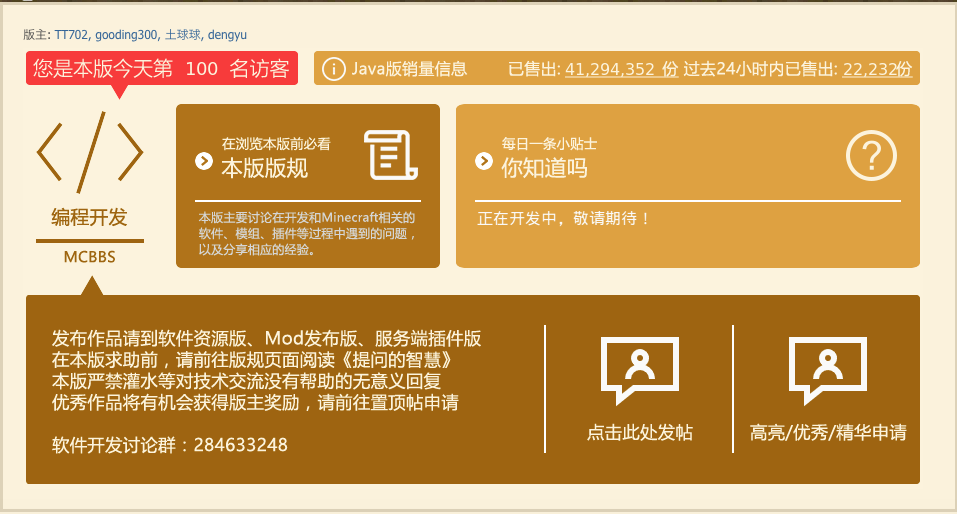 版主: TT702, gooding300, 土球球, dengyu
您是本版今天第 100 名访客
Java版销量信息 已售出: 41,294,352 份 过去24小时内已售出: 22,232份
编程开发
MCBBS
在浏览本版前必看
本版版规
本版主要讨论在开发和Minecraft相关的
软件、模组、插件等过程中遇到的问题，
以及分享相应的经验。
每日一条小贴士
你知道吗
正在开发中，敬请期待！
发布作品请到软件资源版、Mod发布版、服务端插件版
在本版求助前，请前往版规页面阅读《提问的智慧》
本版严禁灌水等对技术交流没有帮助的无意义回复
优秀作品将有机会获得版主奖励，请前往置顶帖申请
软件开发讨论群：284633248
点击此处发帖
高亮/优秀/精华申请